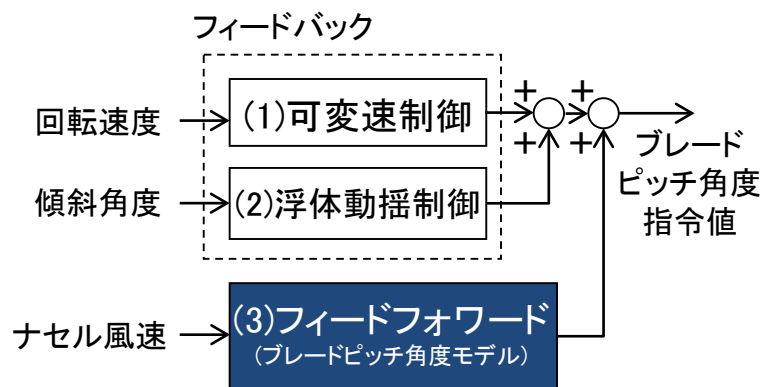 フィードバック
回転速度
(1)可変速制御
+ +
+ +
傾斜角度
(2)浮体動揺制御
ブレード
ピッチ角度
指令値
ナセル風速
(3)フィードフォワード
(ブレードピッチ角度モデル)